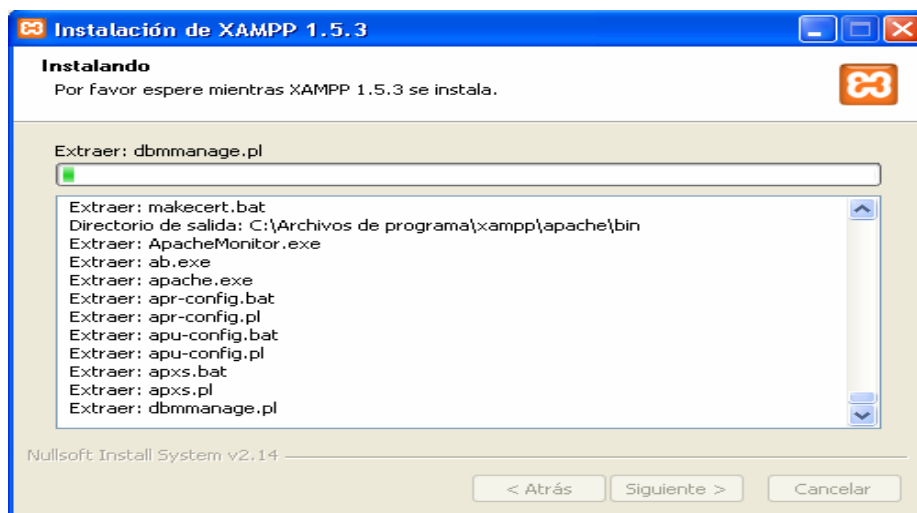 Instalación de XAMPP 1.5.3
Instalando
Por favor espere mientras XAMPP 1.5.3 se instala.
Extraer: dbmmanage.pl
Extraer: makecert.bat
Directorio de salida: C:\Archivos de programa\xampp\apache\bin
Extraer: ApacheMonitor.exe
Extraer: ab.exe
Extraer: apache.exe
Extraer: apr-config.bat
Extraer: apr-config.pl
Extraer: apu-config.bat
Extraer: apu-config.pl
Extraer: apxs.bat
Extraer: apxs.pl
Extraer: dbmmanage.pl
Nullsoft Install System v2.14
< Atrás Siguiente > Cancelar